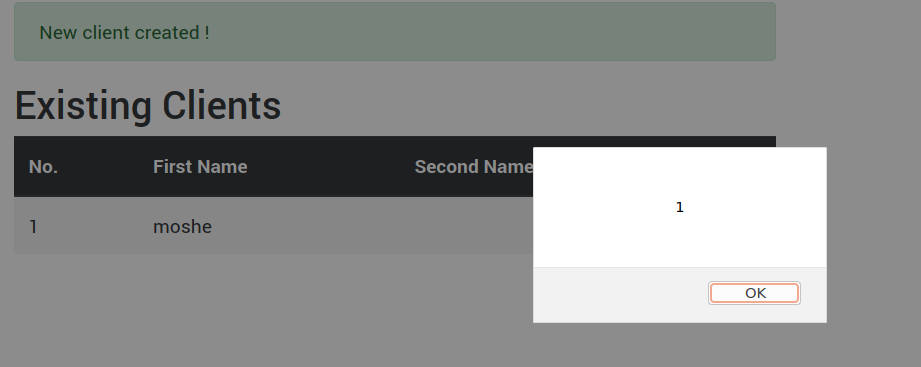 New client created !
Existing Clients
No. First Name Second Name
1 moshe
1
OK